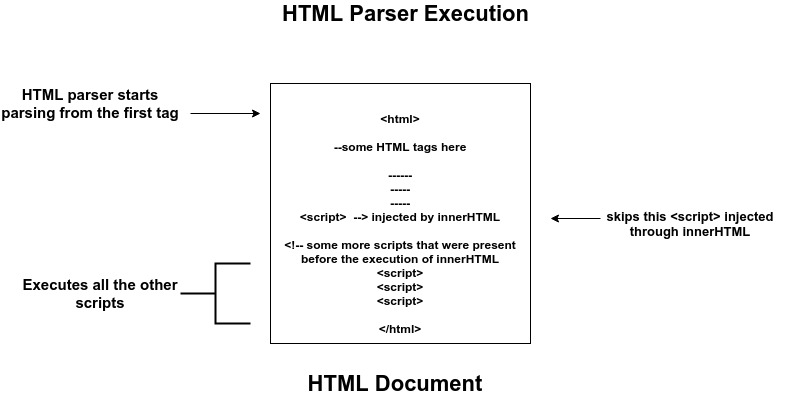 HTML Parser Execution
HTML parser starts
parsing from the first tag
<html>
--some HTML tags here
------
-----
-----
<script>  --> injected by innerHTML
skips this <script> injected
through innerHTML
<!-- some more scripts that were present
before the execution of innerHTML
<script>
<script>
<script>
Executes all the other
scripts
</html>
HTML Document